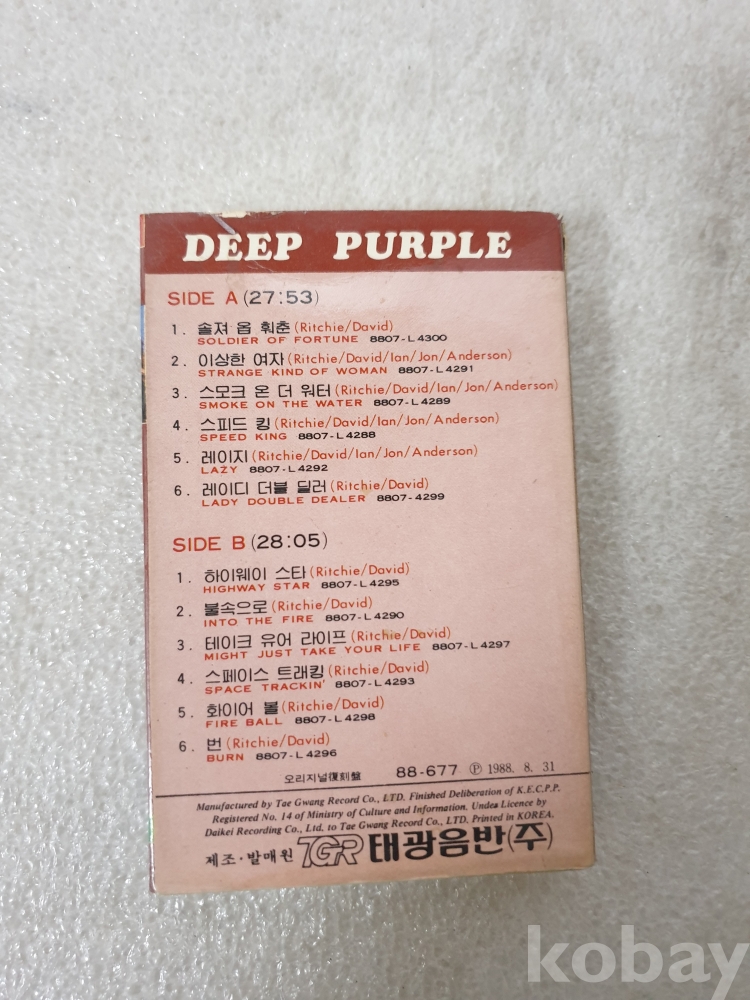 DEEP PURPLE
SIDE A (27:53)
1.솔져 옵 훠춘 (Ritchie/David)
SOLDIER OF FORTUNE 8807-L4300
2. 이상한 여자 (Ritchie/David/Ian/Jon/Anderson)
STRANGE KIND OF WOMAN 8807-L4291
3. 스모크 온 더 워터 (Ritchie/David/Ian/Jon/Anderson)
SMOKE ON THE WATER 8807-L4289
4. 스피드 킹 (Ritchie/David/Ian/Jon/Anderson)
SPEED KING 8807-L4288
5. 레이지 (Ritchie/David/Ian/Jon/Anderson)
LAZY 8807-L4292
6. 레이디 더블 딜러 (Ritchie/David)
LADY DOUBLE DEALER 8807-4299
SIDE B (28:05)
1. 하이웨이 스타 (Ritchie/David)
HIGHWAY STAR 8807-L4295
2. 불속으로 (Ritchie/David)
INTO THE FIRE 8807-L4290
3. 테이크 유어 라이프 (Ritchie/David)
MIGHT JUST TAKE YOUR LIFE 8807-L4297
4. 스페이스 트래킹 (Ritchie/David)
SPACE TRACKIN' 8807-L4293
5. 화이어 볼 (Ritchie/David)
FIRE BALL 8807-L4298
6. 번 (Ritchie/David)
BURN 8807-L4296
오리지널復刻盤 88-677 Ⓟ 1988. 8. 31
Manufactured by Tae Gwang Record Co., LTD. Finished Deliberation of K.E.C.P.P.
Registered No. 14 of Ministry of Culture and Information. Undea Licence by
Daikei Recording Co., Ltd. to Tae Gwang Record Co., LTD. Printed in KOREA.
제조·발매원 TGR 태광음반(주)
kobay